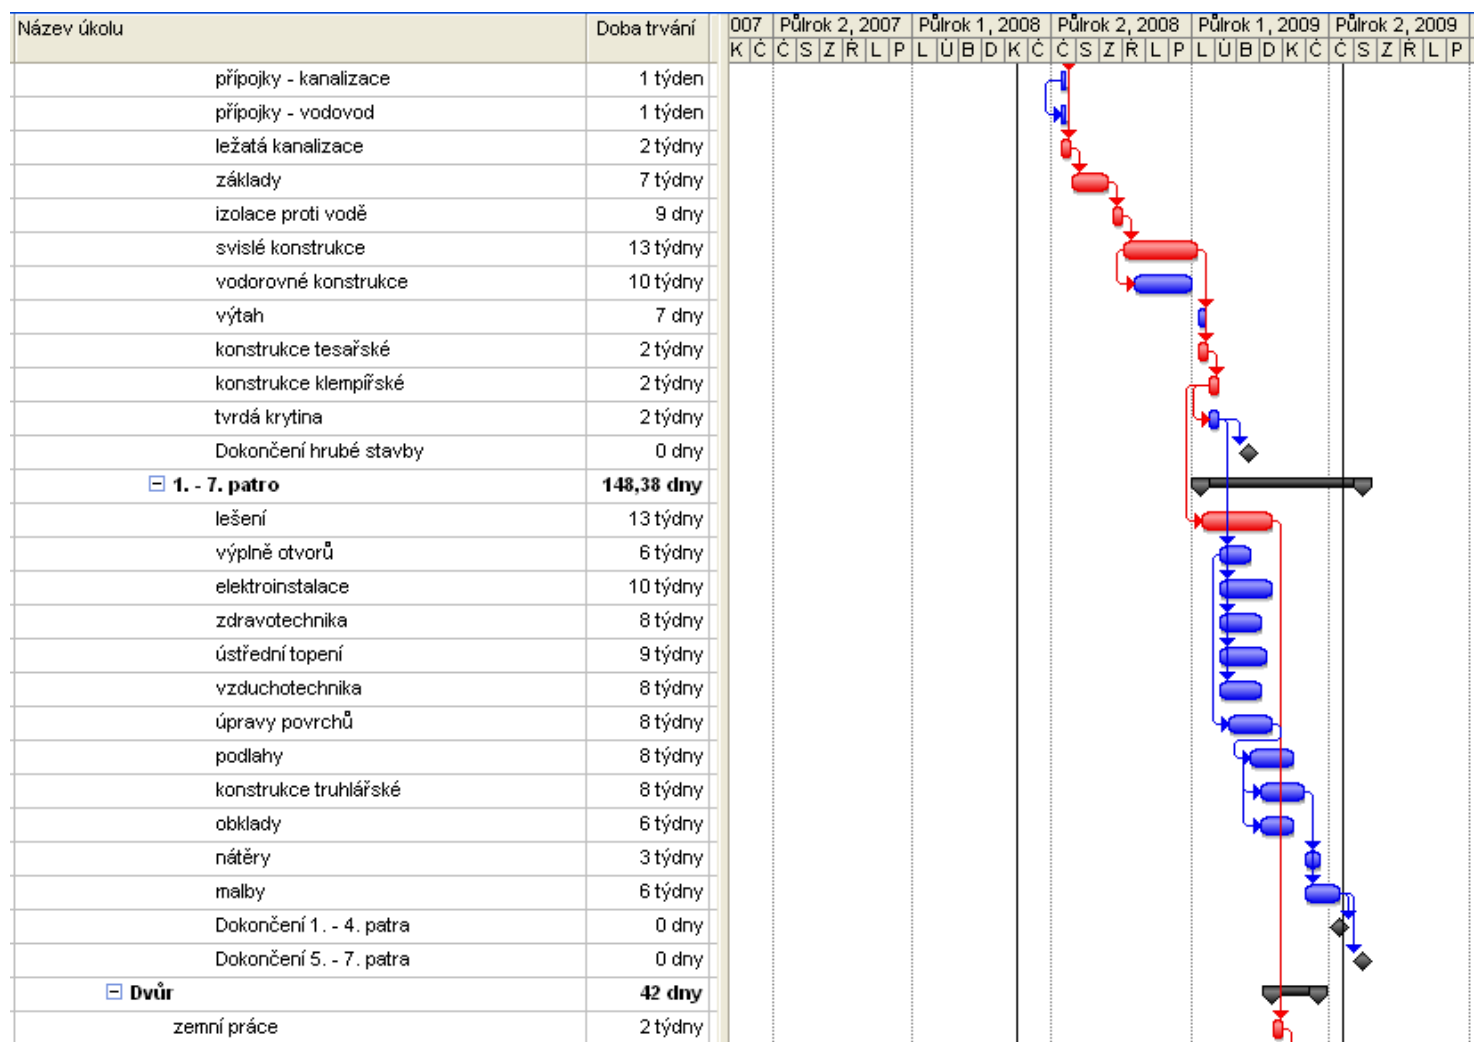 Název úkolu Doba trvání 007 Půlrok 2, 2007 Půlrok 1, 2008 Půlrok 2, 2008 Půlrok 1, 2009 Půlrok 2, 2009
K Č Č S Z Ř L P L Ú B D K Č Č S Z Ř L P L Ú B D K Č Č S Z Ř L P
přípojky - kanalizace 1 týden
přípojky - vodovod 1 týden
ležatá kanalizace 2 týdny
základy 7 týdny
izolace proti vodě 9 dny
svislé konstrukce 13 týdny
vodorovné konstrukce 10 týdny
výtah 7 dny
konstrukce tesařské 2 týdny
konstrukce klempířské 2 týdny
tvrdá krytina 2 týdny
Dokončení hrubé stavby 0 dny
1. - 7. patro 148,38 dny
lešení 13 týdny
výplně otvorů 6 týdny
elektroinstalace 10 týdny
zdravotechnika 8 týdny
ústřední topení 9 týdny
vzduchotechnika 8 týdny
úpravy povrchů 8 týdny
podlahy 8 týdny
konstrukce truhlářské 8 týdny
obklady 6 týdny
nátěry 3 týdny
malby 6 týdny
Dokončení 1. - 4. patra 0 dny
Dokončení 5. - 7. patra 0 dny
Dvůr 42 dny
zemní práce 2 týdny